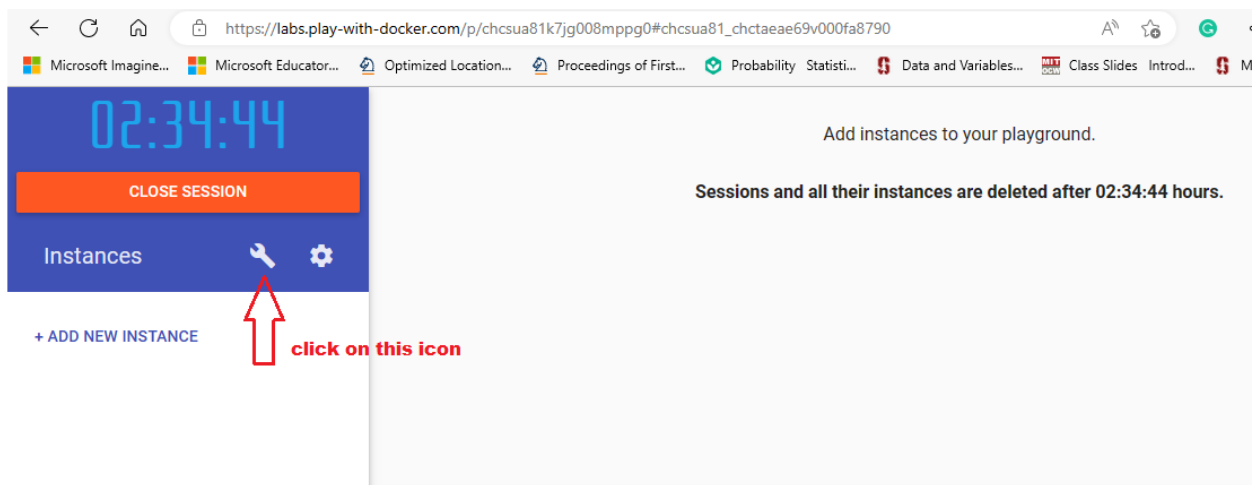 https://labs.play-with-docker.com/p/chcsua81k7jg008mppg0#chcsua81_chctaeae69v000fa8790
Microsoft Imagine... Microsoft Educator... Optimized Location... Proceedings of First... Probability Statisti... Data and Variables... Class Slides Introd... M
02:34:44
Add instances to your playground.
CLOSE SESSION
Sessions and all their instances are deleted after 02:34:44 hours.
Instances
+ ADD NEW INSTANCE
click on this icon